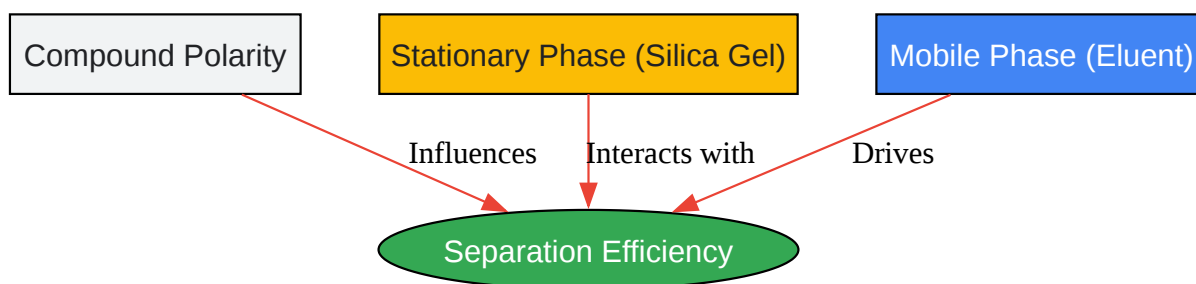 Compound Polarity
Stationary Phase (Silica Gel)
Mobile Phase (Eluent)
Influences
Interacts with
Drives
Separation Efficiency